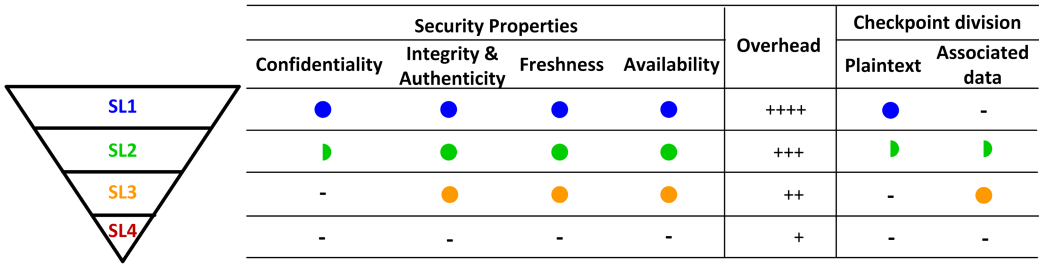 Security Properties
Overhead
Checkpoint division
Confidentiality
Integrity &
Authenticity
Freshness
Availability
Plaintext
Associated
data
SL1 ++++ -
SL2 +++
SL3 - ++ -
SL4 - - - - + - -